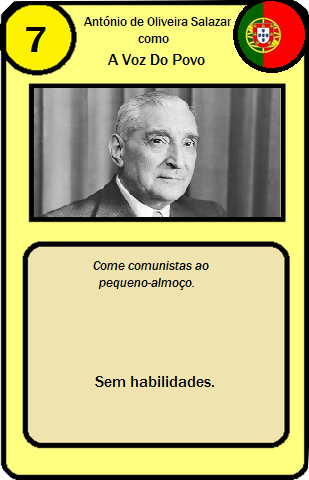 7
António de Oliveira Salazar
como
A Voz Do Povo
Come comunistas ao
pequeno-almoço.
Sem habilidades.